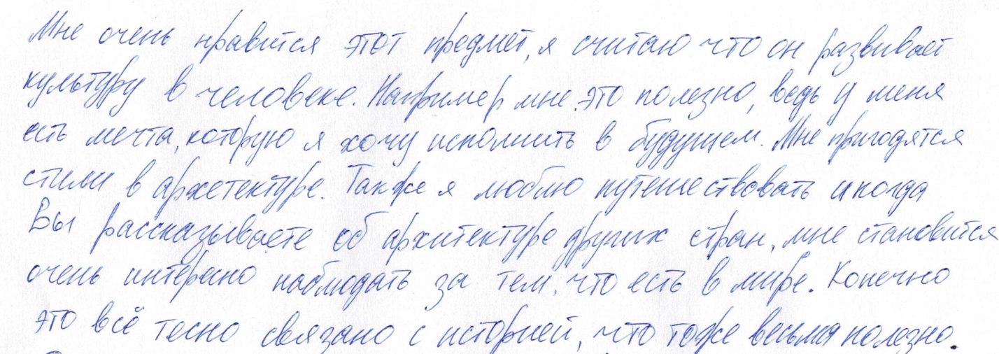 Мне очень нравится этот предмет, я считаю что он развивает
культуру в человеке. Например мне это полезно, ведь у меня
есть мечта, которую я хочу исполнить в будущем. Мне пригодятся
стили в архетектуре. Также я люблю путешествовать и когда
Вы рассказываете об архитектуре других стран, мне становится
очень интерено наблюдать за тем, что есть в мире. Конечно
это всё тесно связано с историей, что тоже весьма полезно.